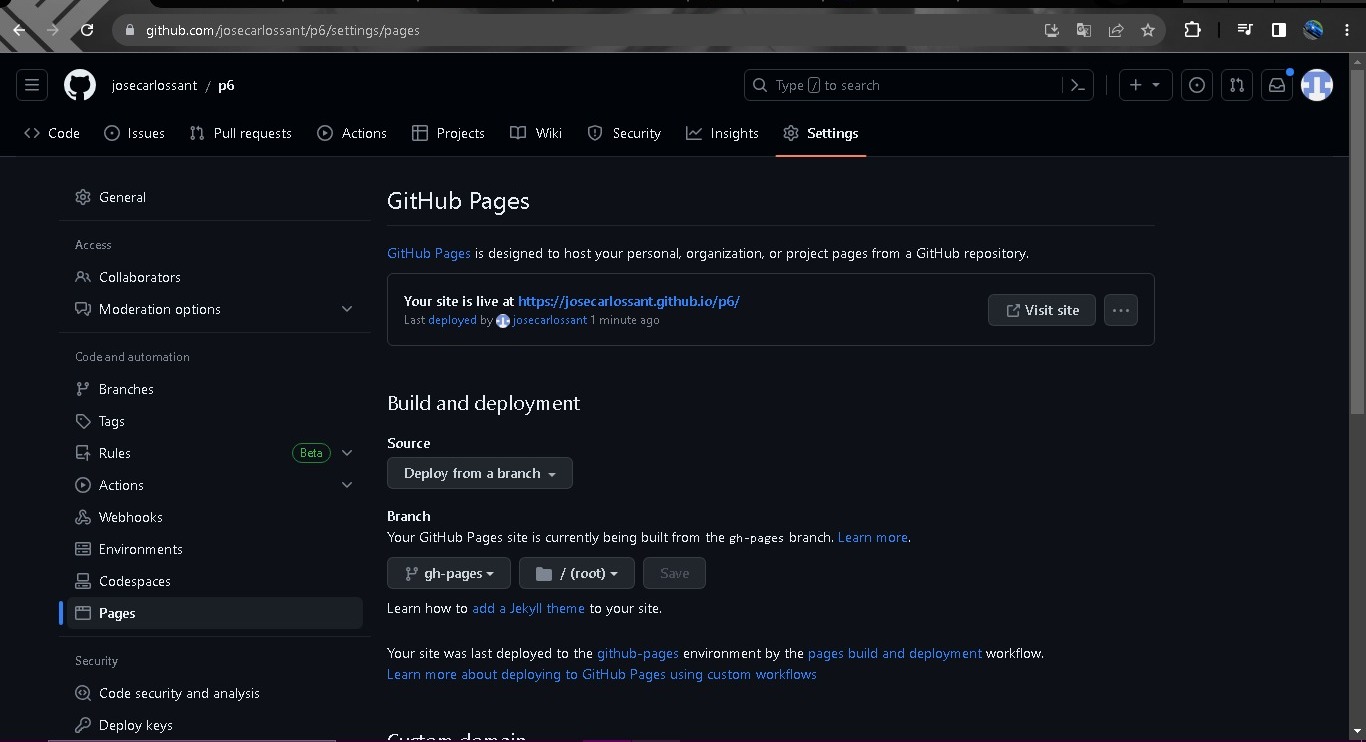 github.com/josecarlossant/p6/settings/pages
josecarlossant / p6
Type / to search
Code Issues Pull requests Actions Projects Wiki Security Insights Settings
General
Access
Collaborators
Moderation options
Code and automation
Branches
Tags
Rules Beta
Actions
Webhooks
Environments
Codespaces
Pages
Security
Code security and analysis
Deploy keys
GitHub Pages
GitHub Pages is designed to host your personal, organization, or project pages from a GitHub repository.
Your site is live at https://josecarlossant.github.io/p6/
Last deployed by josecarlossant 1 minute ago
Visit site
Build and deployment
Source
Deploy from a branch
Branch
Your GitHub Pages site is currently being built from the gh-pages branch. Learn more.
gh-pages / (root) Save
Learn how to add a Jekyll theme to your site.
Your site was last deployed to the github-pages environment by the pages build and deployment workflow.
Learn more about deploying to GitHub Pages using custom workflows
Custom domain